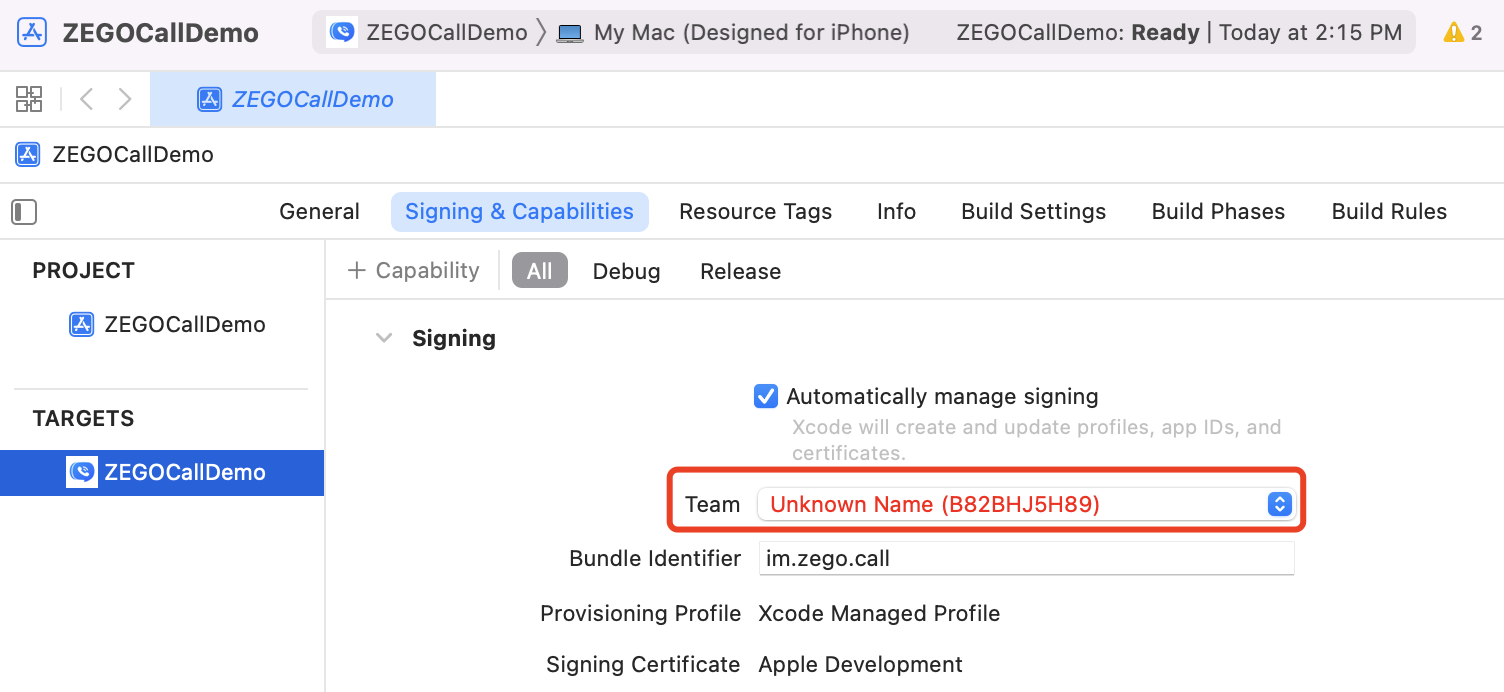 ZEGOCallDemo
ZEGOCallDemo My Mac (Designed for iPhone) ZEGOCallDemo: Ready | Today at 2:15 PM 2
ZEGOCallDemo
ZEGOCallDemo
General Signing & Capabilities Resource Tags Info Build Settings Build Phases Build Rules
PROJECT
ZEGOCallDemo
TARGETS
ZEGOCallDemo
+ Capability All Debug Release
Signing
Automatically manage signing
Xcode will create and update profiles, app IDs, and
certificates.
Team Unknown Name (B82BHJ5H89)
Bundle Identifier im.zego.call
Provisioning Profile Xcode Managed Profile
Signing Certificate Apple Development